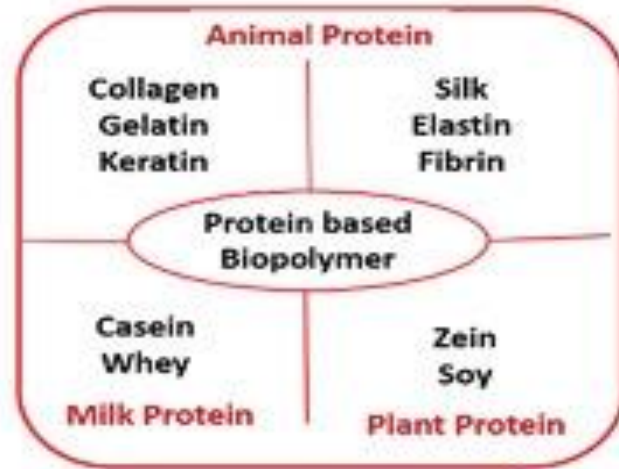 Animal Protein
Collagen
Gelatin
Keratin
Silk
Elastin
Fibrin
Protein based
Biopolymer
Casein
Whey
Milk Protein
Zein
Soy
Plant Protein